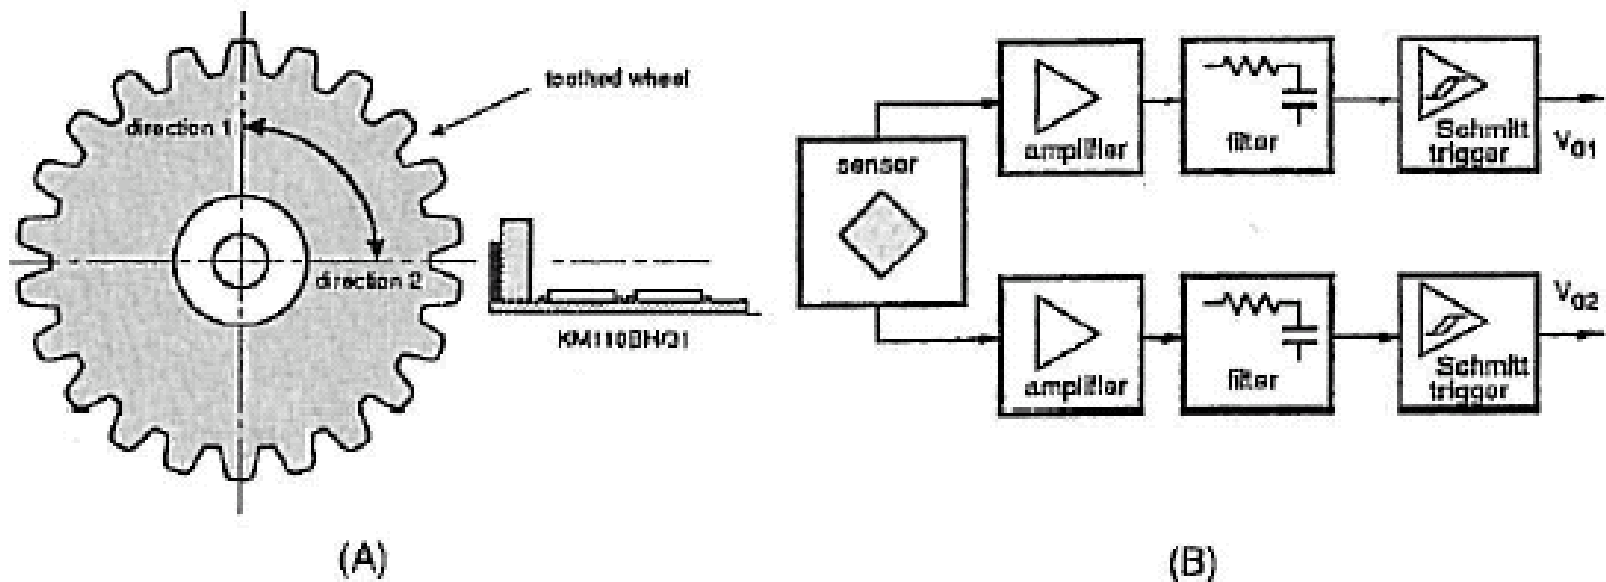 toothed wheel
direction 1
direction 2
KM110BH/31
(A)
sensor
amplifier
filter
Schmitt
trigger
V01
amplifier
filter
Schmitt
trigger
V02
(B)